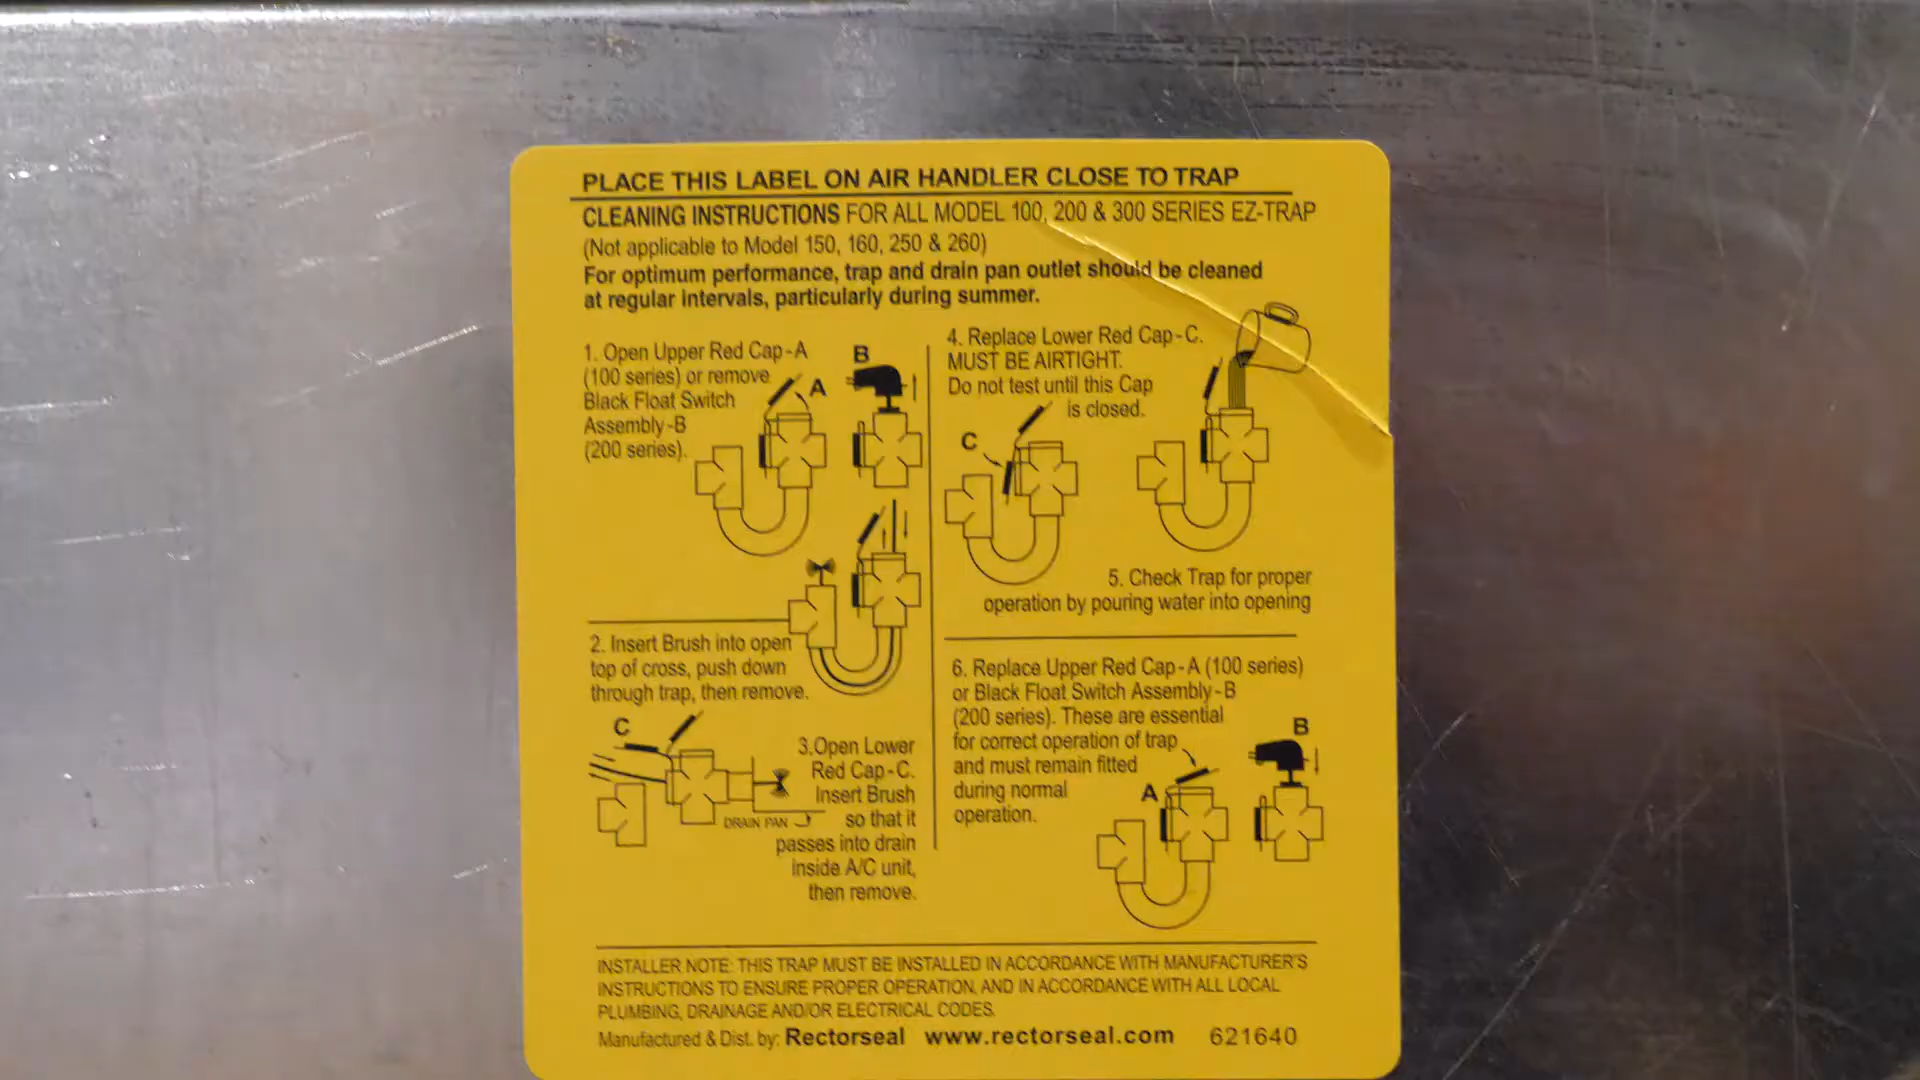 PLACE THIS LABEL ON AIR HANDLER CLOSE TO TRAP
CLEANING INSTRUCTIONS FOR ALL MODEL 100, 200 & 300 SERIES EZ-TRAP
(Not applicable to Model 150, 160, 250 & 260)
For optimum performance, trap and drain pan outlet should be cleaned
at regular intervals, particularly during summer.
1. Open Upper Red Cap-A
(100 series) or remove
Black Float Switch
Assembly-B
(200 series).
A
B
2. Insert Brush into open
top of cross, push down
through trap, then remove.
C
3.Open Lower
Red Cap-C.
Insert Brush
so that it
passes into drain
inside A/C unit,
then remove.
DRAIN PAN
4. Replace Lower Red Cap-C.
MUST BE AIRTIGHT.
Do not test until this Cap
is closed.
C
5. Check Trap for proper
operation by pouring water into opening
6. Replace Upper Red Cap-A (100 series)
or Black Float Switch Assembly-B
(200 series). These are essential
for correct operation of trap
and must remain fitted
during normal
operation.
A
B
INSTALLER NOTE: THIS TRAP MUST BE INSTALLED IN ACCORDANCE WITH MANUFACTURER'S
INSTRUCTIONS TO ENSURE PROPER OPERATION, AND IN ACCORDANCE WITH ALL LOCAL
PLUMBING, DRAINAGE AND/OR ELECTRICAL CODES.
Manufactured & Dist. by: Rectorseal www.rectorseal.com 621640